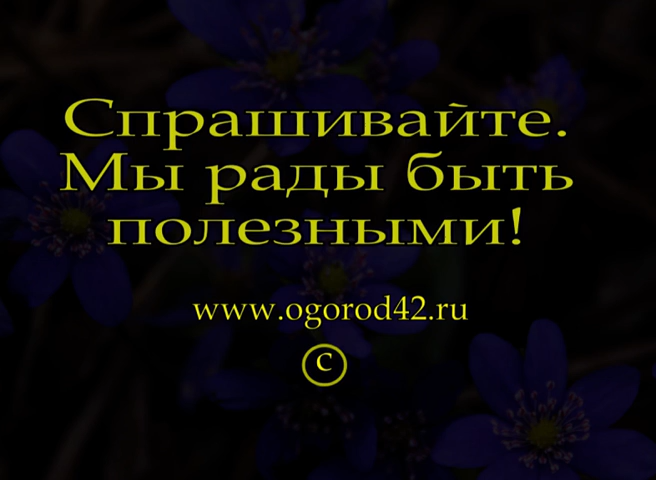 Спрашивайте.
Мы рады быть
полезными!
www.ogorod42.ru
©